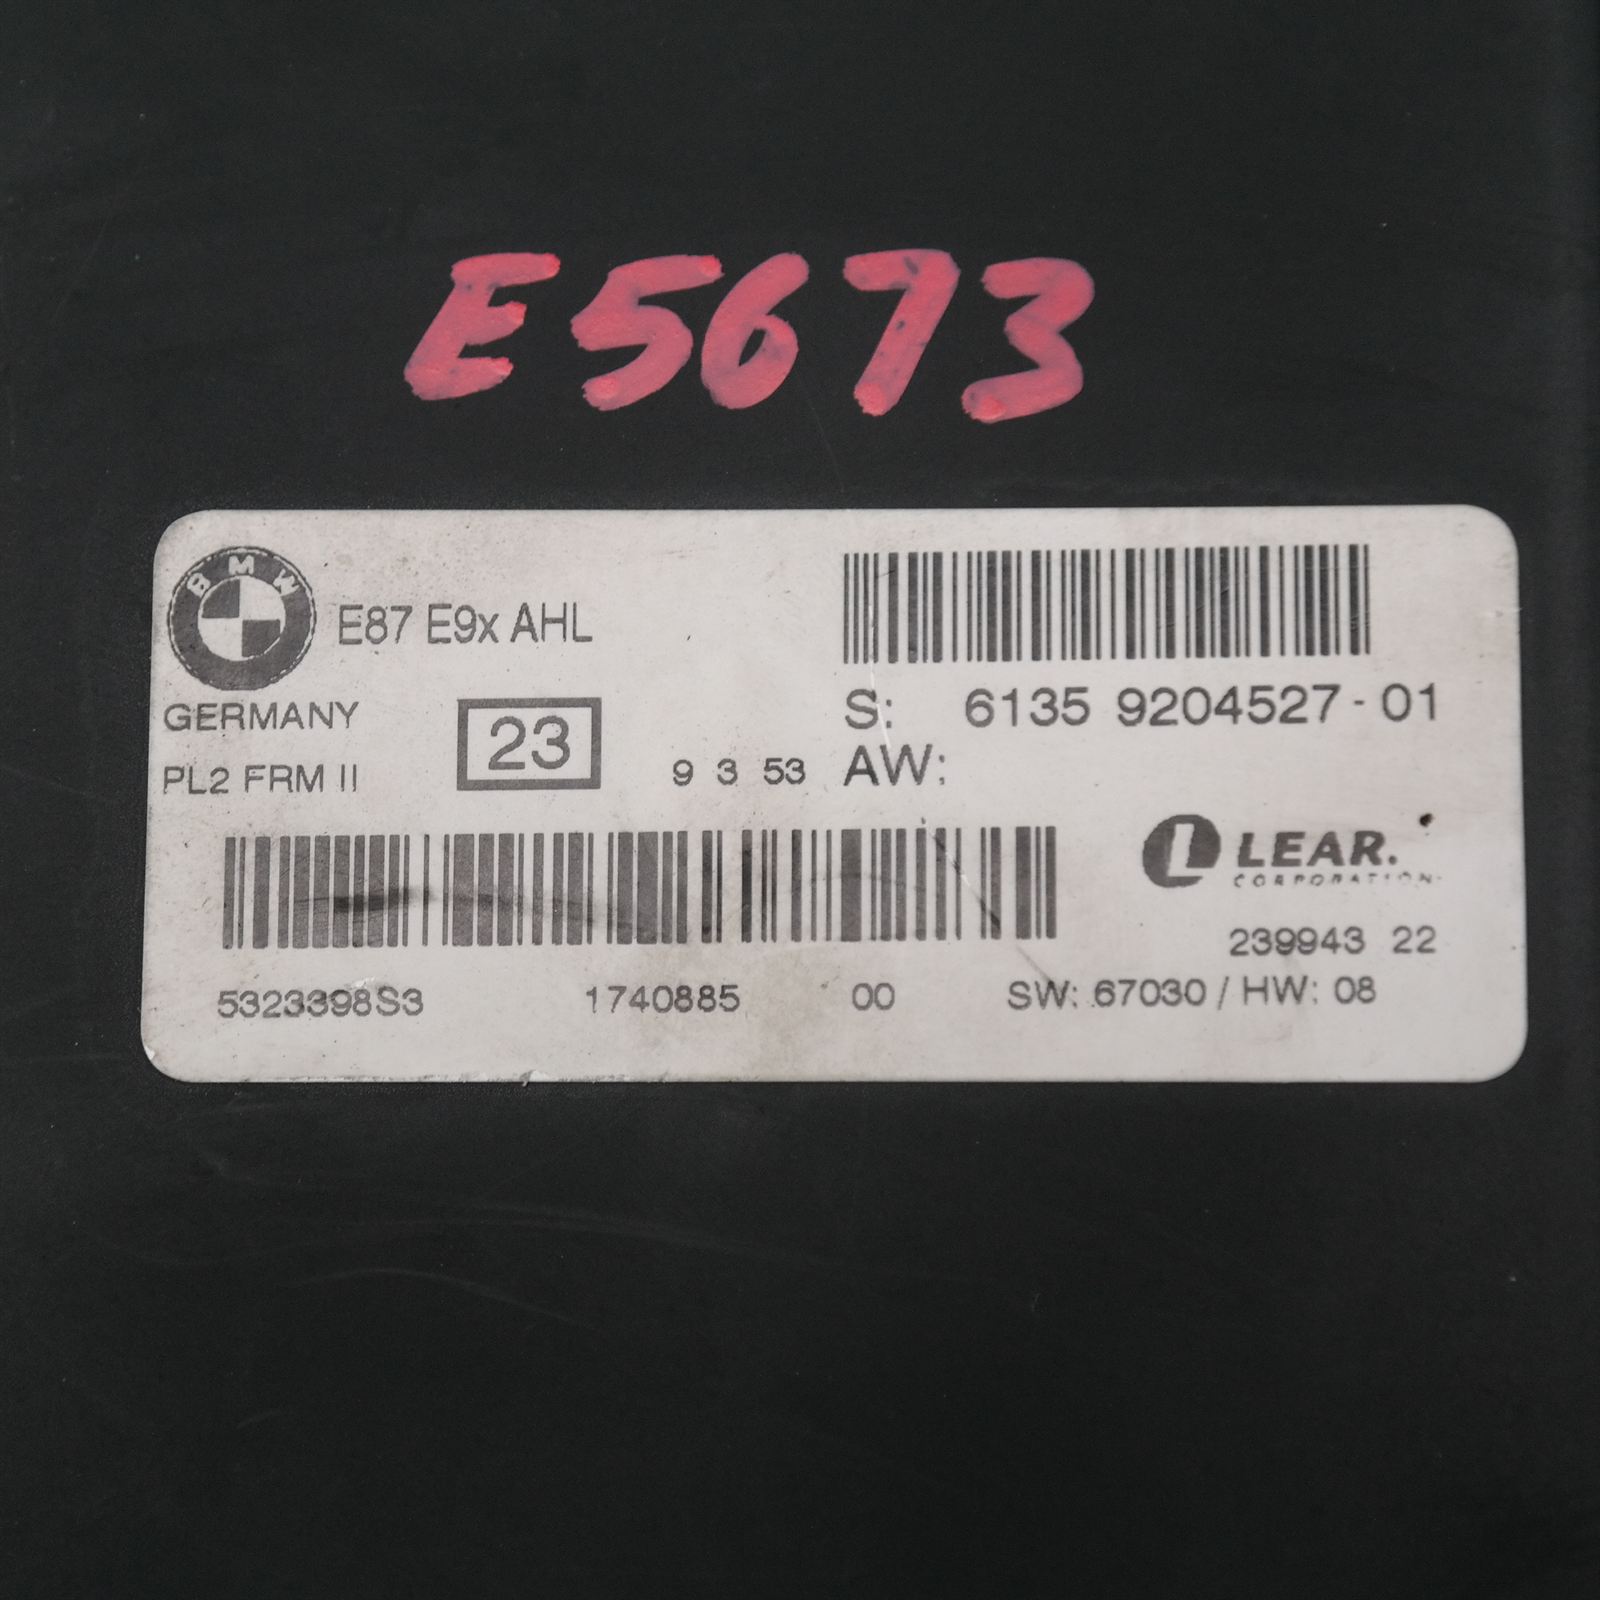 E5673
BMW
E87 E9x AHL
GERMANY
PL2 FRM II
23
9 3 53
S: 6135 9204527-01
AW:
LEAR.
CORPORATION
239943 22
5323398S3 1740885 00 SW: 67030 / HW: 08